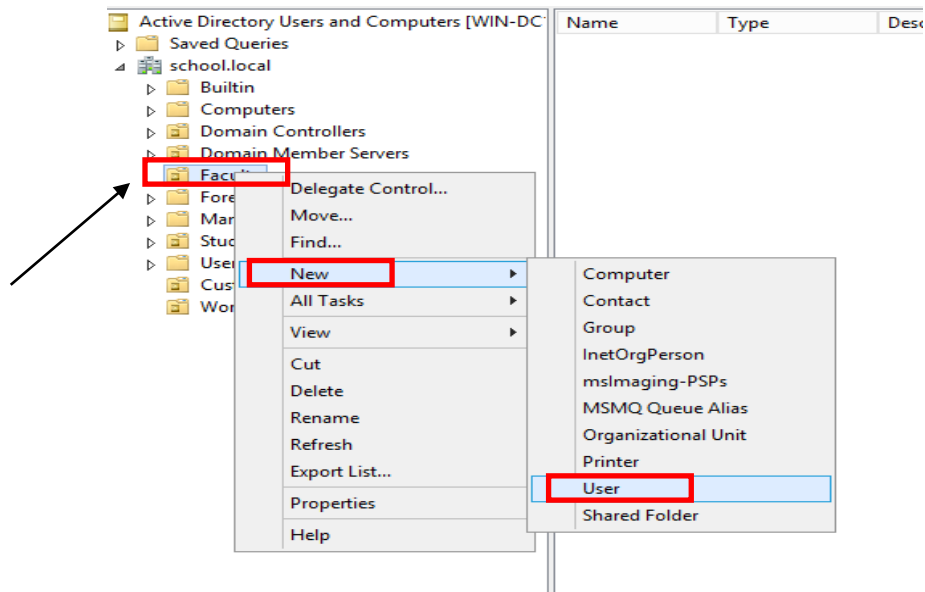 Active Directory Users and Computers [WIN-DC
Name Type Desc
Saved Queries
school.local
Builtin
Computers
Domain Controllers
Domain Member Servers
Delegate Control...
Move...
Find...
New
All Tasks
View
Cut
Delete
Rename
Refresh
Export List...
Properties
Help
Computer
Contact
Group
InetOrgPerson
msImaging-PSPs
MSMQ Queue Alias
Organizational Unit
Printer
User
Shared Folder